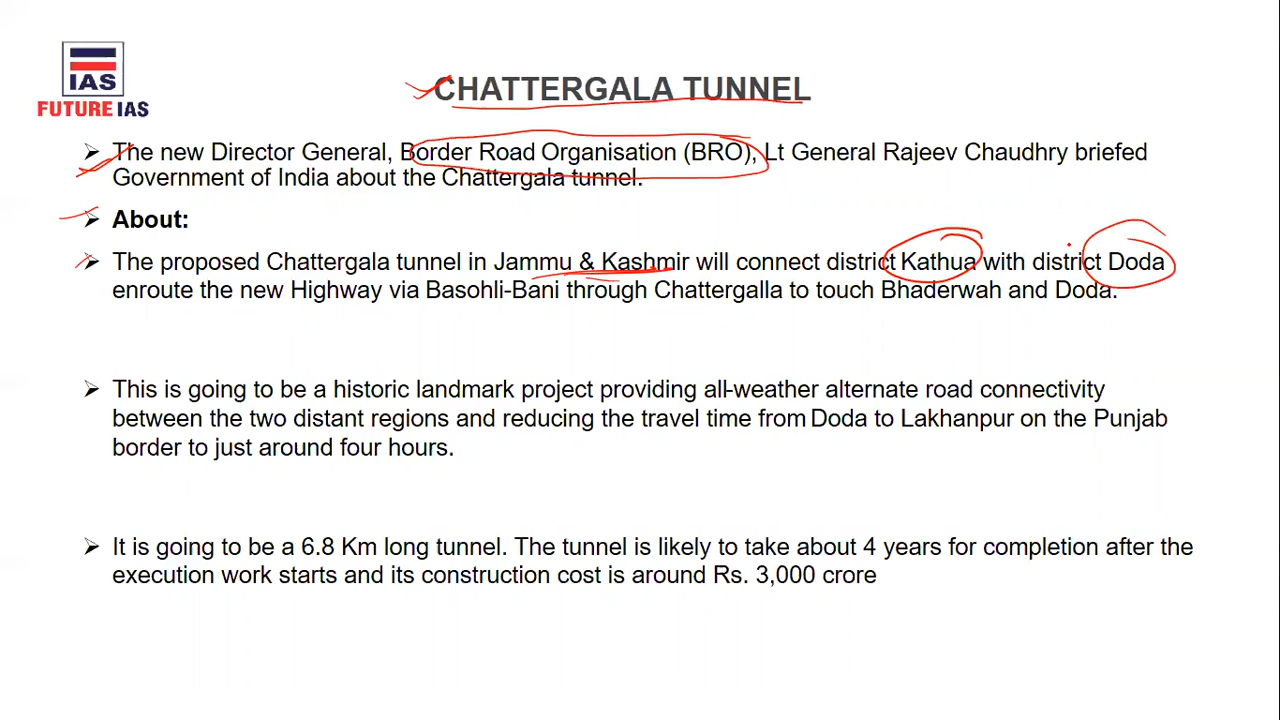 IAS
FUTURE IAS
CHATTERGALA TUNNEL
➢ The new Director General, Border Road Organisation (BRO), Lt General Rajeev Chaudhry briefed
Government of India about the Chattergala tunnel.
➢ About:
➢ The proposed Chattergala tunnel in Jammu & Kashmir will connect district Kathua with district Doda
enroute the new Highway via Basohli-Bani through Chattergalla to touch Bhaderwah and Doda.
➢ This is going to be a historic landmark project providing all-weather alternate road connectivity
between the two distant regions and reducing the travel time from Doda to Lakhanpur on the Punjab
border to just around four hours.
➢ It is going to be a 6.8 Km long tunnel. The tunnel is likely to take about 4 years for completion after the
execution work starts and its construction cost is around Rs. 3,000 crore